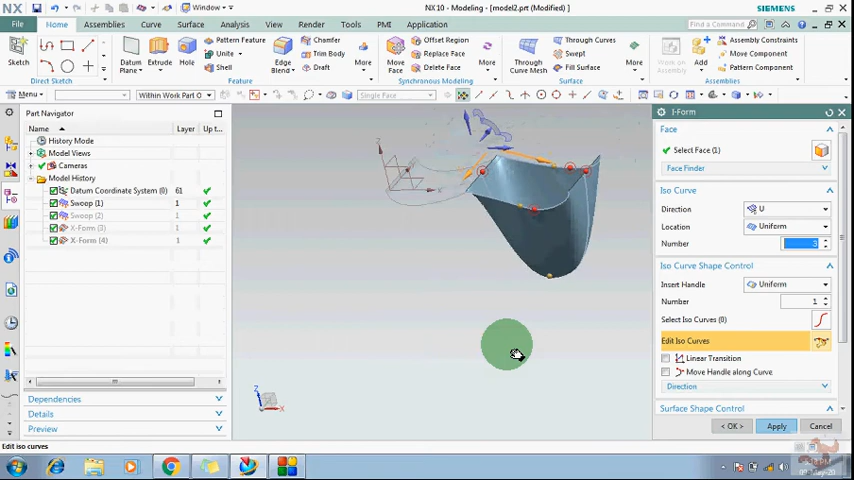 NX Window NX 10 - Modeling - [model2.prt (Modified) ] SIEMENS
File Home Assemblies Curve Surface Analysis View Render Tools PMI Application Find a Command
Sketch Datum Plane Extrude Hole Pattern Feature Unite Shell Edge Blend Chamfer Trim Body Draft More Move Face Offset Region Replace Face Delete Face More Through Curve Mesh Through Curves Swept Fill Surface More Work on Assembly Add Assembly Constraints Move Component Pattern Component
Direct Sketch Feature Synchronous Modeling Surface Assemblies
Menu Within Work Part O Single Face
Part Navigator
Name Layer Up t...
History Mode
Model Views
Cameras
Model History
Datum Coordinate System (0) 61
Swoop (1) 1
Swoop (2) 1
X-Form (3) 1
X-Form (4) 1
Dependencies
Details
Preview
Z
X
Z
X
I-Form
Face
Select Face (1)
Face Finder
Iso Curve
Direction U
Location Uniform
Number 3
Iso Curve Shape Control
Insert Handle Uniform
Number 1
Select Iso Curves (0)
Edit Iso Curves
Linear Transition
Move Handle along Curve
Direction
Surface Shape Control
< OK > Apply Cancel
Edit iso curves